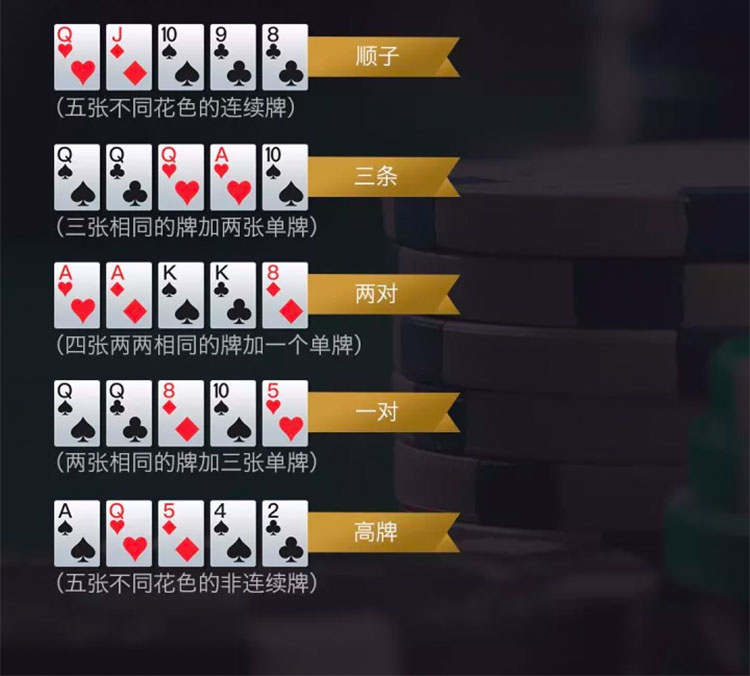 Q J 10 9 8 顺子
(五张不同花色的连续牌)
Q Q Q A 10 三条
(三张相同的牌加两张单牌)
A A K K 8 两对
(四张两两相同的牌加一个单牌)
Q Q 8 10 5 一对
(两张相同的牌加三张单牌)
A Q 5 4 2 高牌
(五张不同花色的非连续牌)